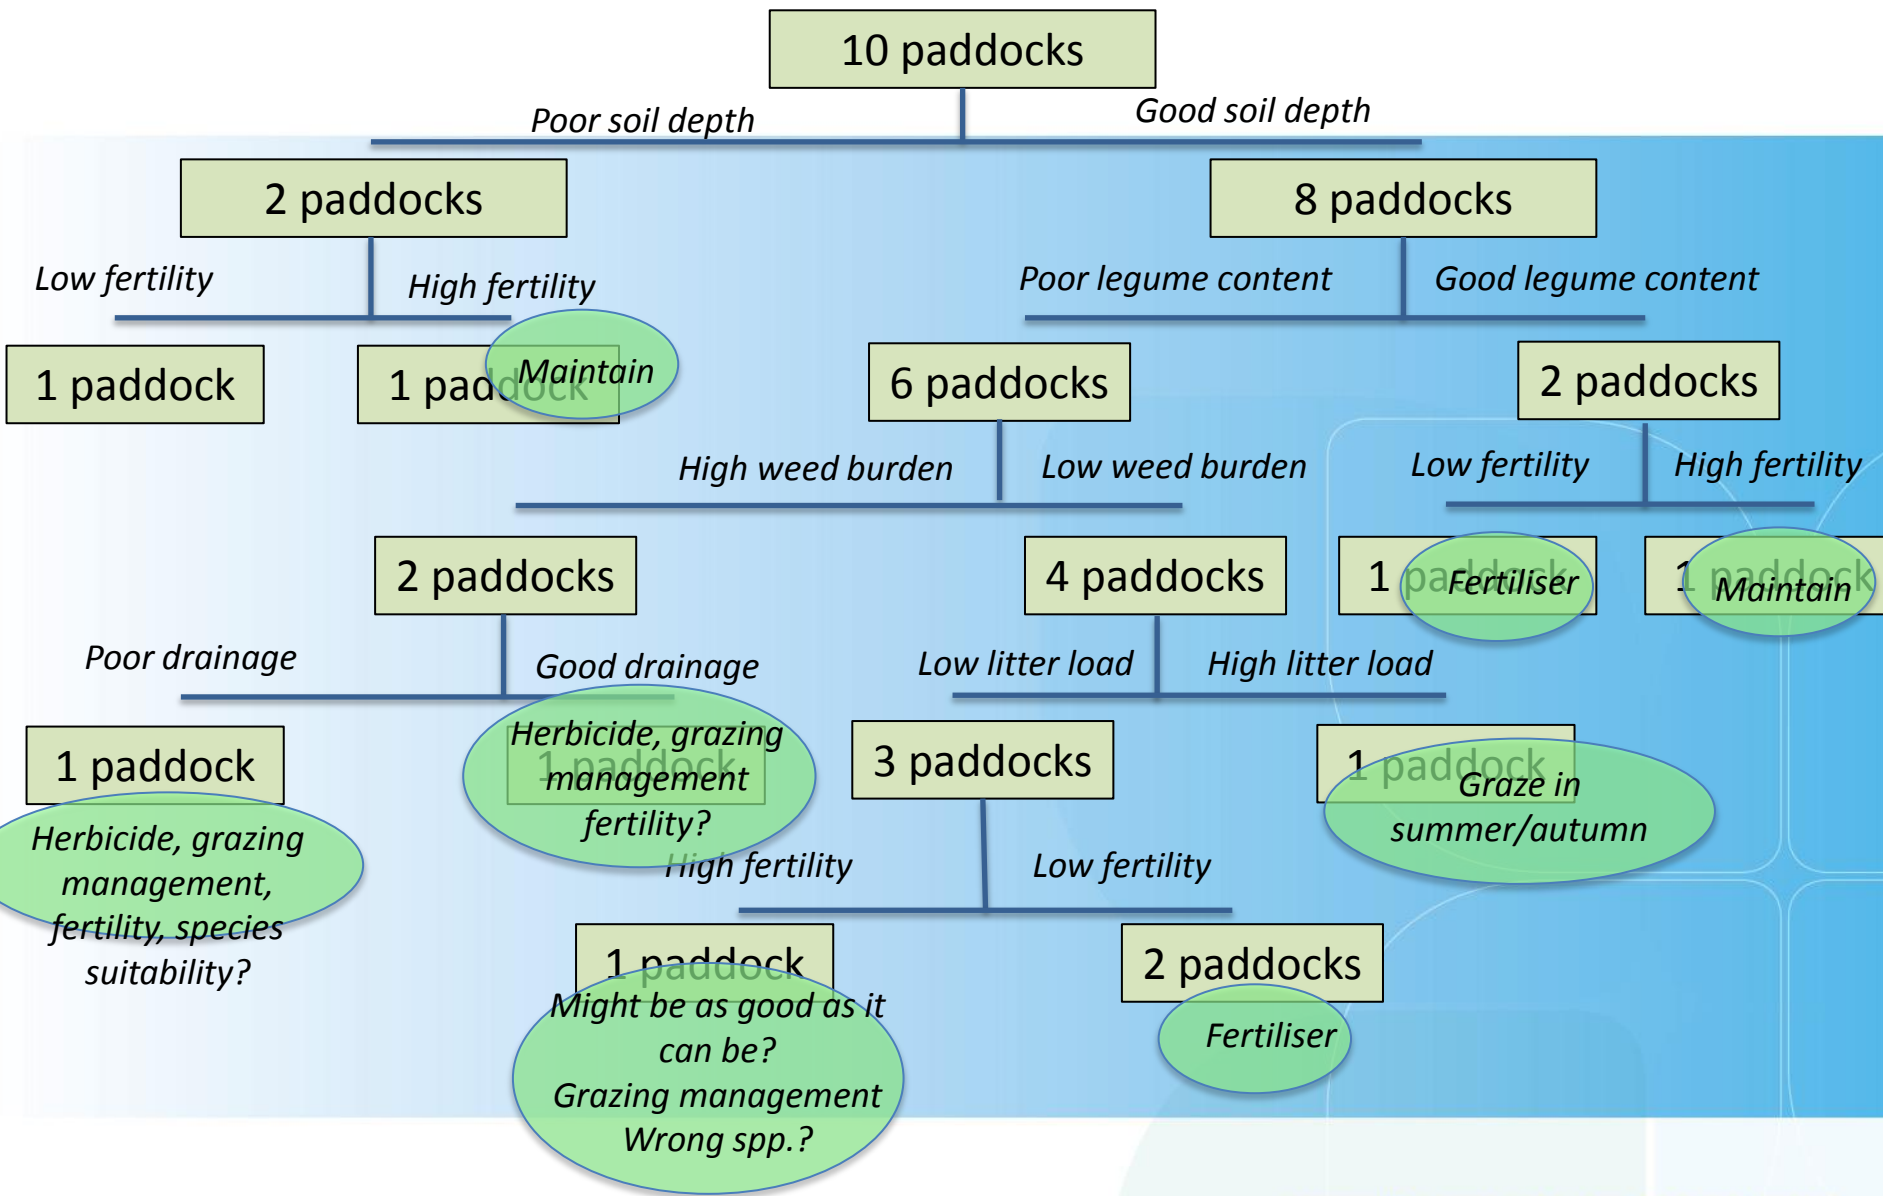 10 paddocks
Poor soil depth
Good soil depth
2 paddocks
8 paddocks
Low fertility
High fertility
Poor legume content
Good legume content
1 paddock
1 paddock
Maintain
6 paddocks
2 paddocks
High weed burden
Low weed burden
Low fertility
High fertility
2 paddocks
4 paddocks
1 paddock
Fertiliser
1 paddock
Maintain
Poor drainage
Good drainage
Low litter load
High litter load
1 paddock
Herbicide, grazing
management,
fertility, species
suitability?
1 paddock
Herbicide, grazing
management
fertility?
3 paddocks
1 paddock
Graze in
summer/autumn
High fertility
Low fertility
1 paddock
Might be as good as it
can be?
Grazing management
Wrong spp.?
2 paddocks
Fertiliser